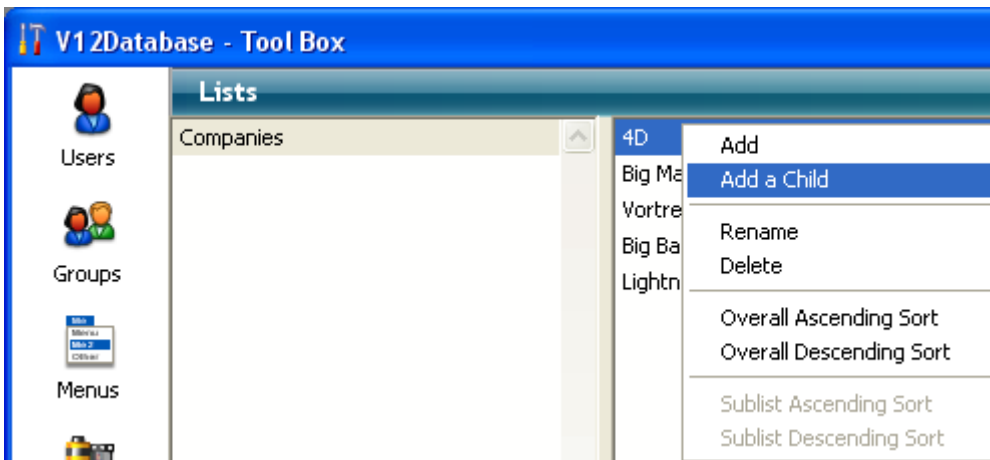 V12Database - Tool Box
Lists
Users
Groups
Menus
Companies
4D
Big Ma
Vortre
Big Ba
Lightn
Add
Add a Child
Rename
Delete
Overall Ascending Sort
Overall Descending Sort
Sublist Ascending Sort
Sublist Descending Sort